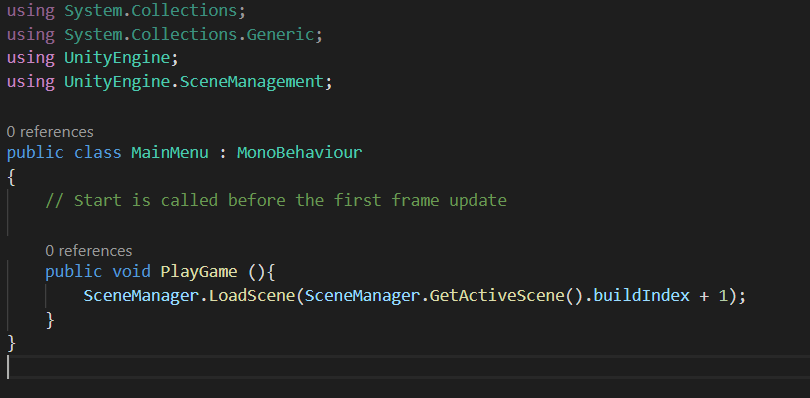 using System.Collections;
using System.Collections.Generic;
using UnityEngine;
using UnityEngine.SceneManagement;
0 references
public class MainMenu : MonoBehaviour
{
// Start is called before the first frame update
0 references
public void PlayGame (){
SceneManager.LoadScene(SceneManager.GetActiveScene().buildIndex + 1);
}
}